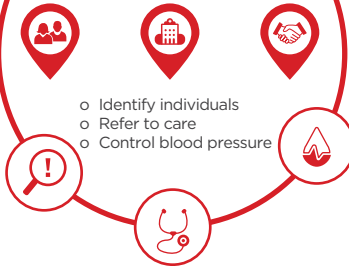 o Identify individuals
o Refer to care
o Control blood pressure
!